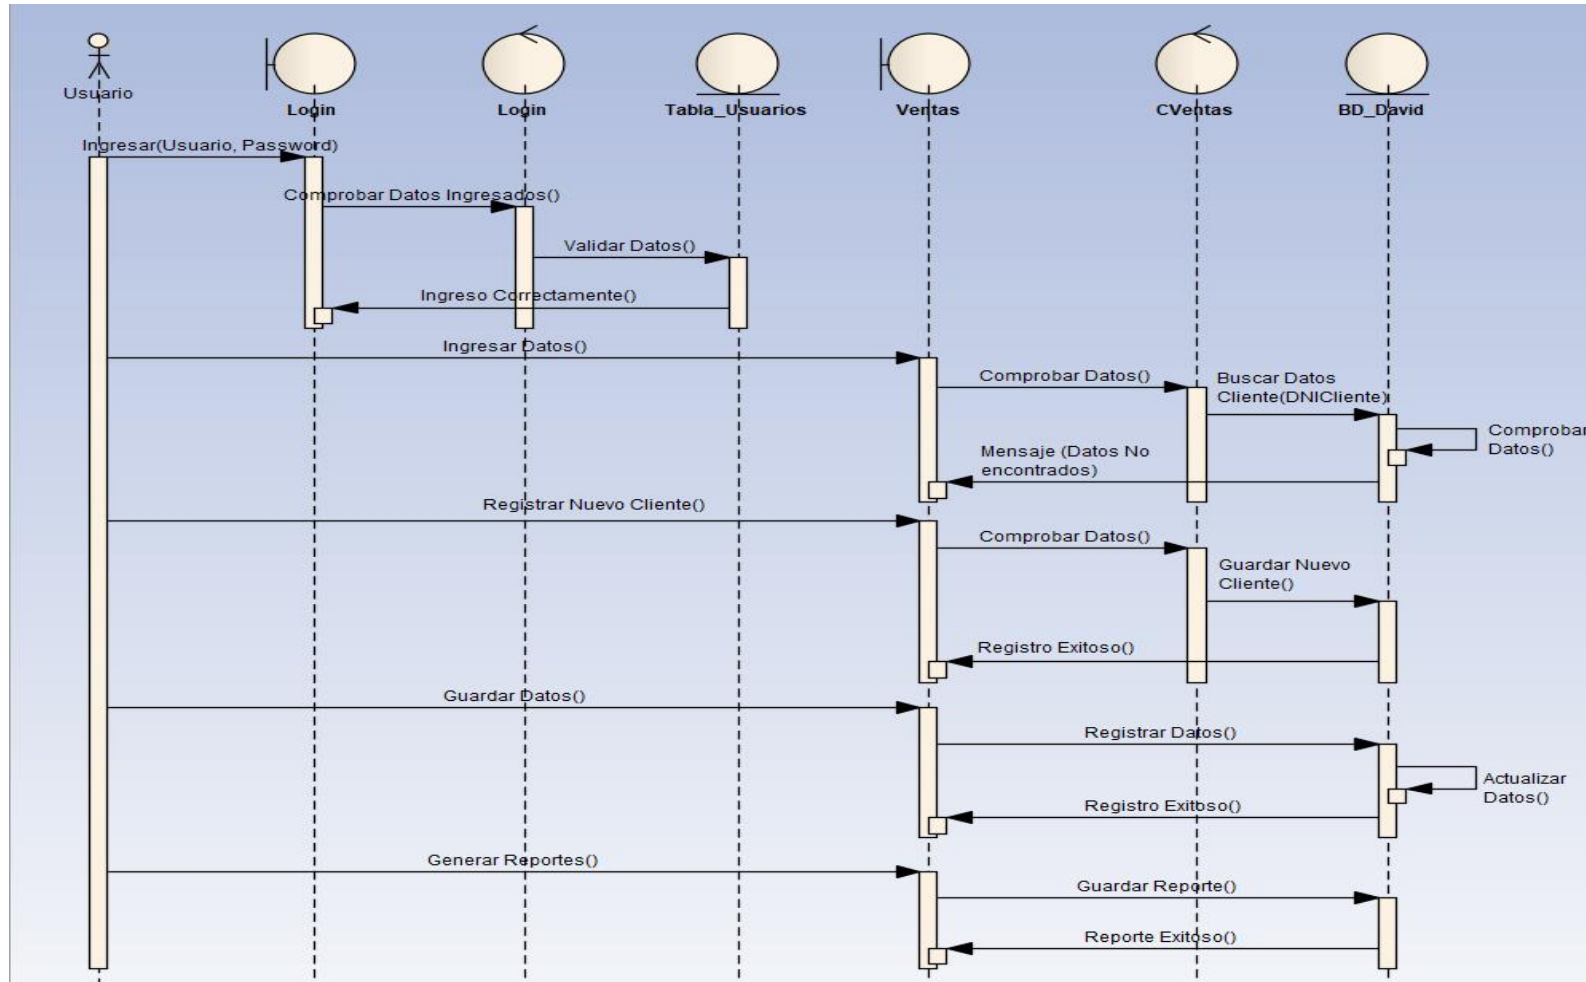 Usuario
Login
Login
Tabla_Usuarios
Ventas
CVentas
BD_David
Ingresar(Usuario, Password)
Comprobar Datos Ingresados()
Validar Datos()
Ingreso Correctamente()
Ingresar Datos()
Comprobar Datos()
Buscar Datos
Cliente(DNICliente)
Comprobar
Datos()
Mensaje (Datos No
encontrados)
Registrar Nuevo Cliente()
Comprobar Datos()
Guardar Nuevo
Cliente()
Registro Exitoso()
Guardar Datos()
Registrar Datos()
Actualizar
Datos()
Registro Exitoso()
Generar Reportes()
Guardar Reporte()
Reporte Exitoso()